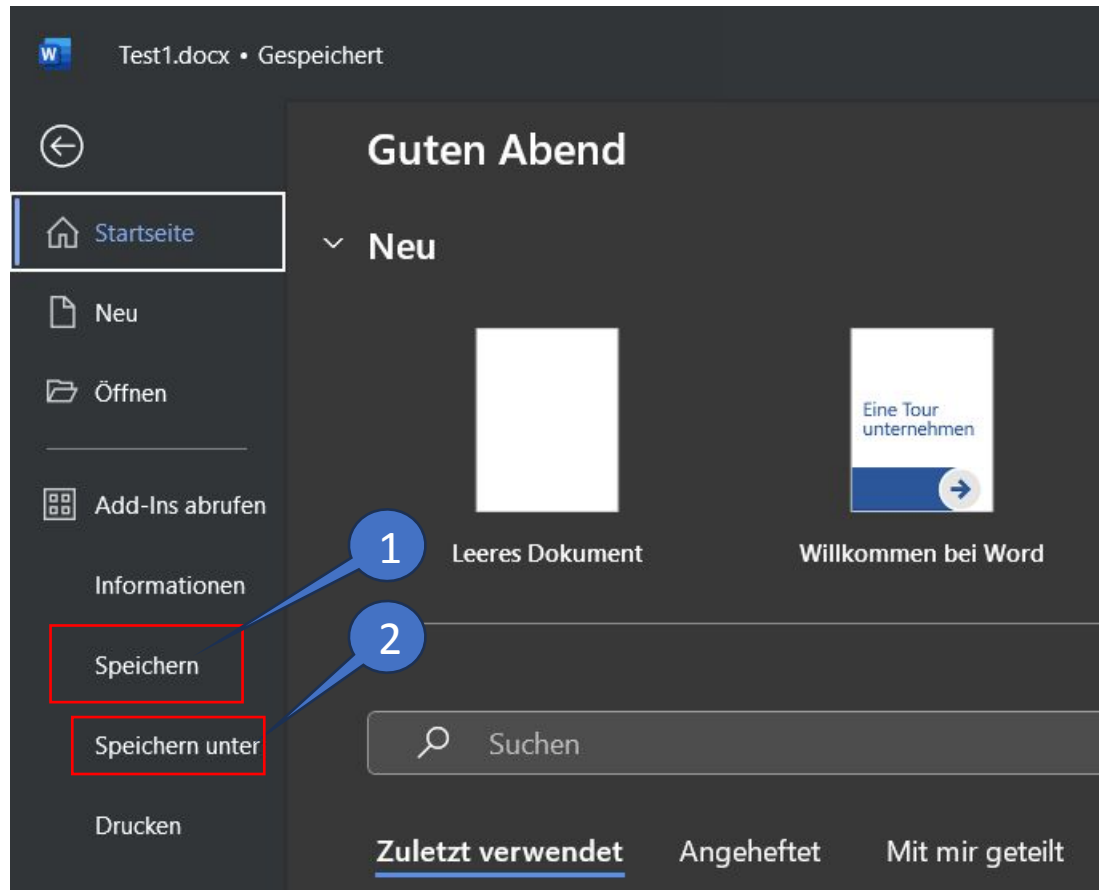 W
Test1.docx • Gespeichert
Guten Abend
Startseite
Neu
Neu
Öffnen
Eine Tour
unternehmen
Add-Ins abrufen
1
Leeres Dokument
Willkommen bei Word
Informationen
2
Speichern
Speichern unter
Suchen
Drucken
Zuletzt verwendet
Angeheftet
Mit mir geteilt